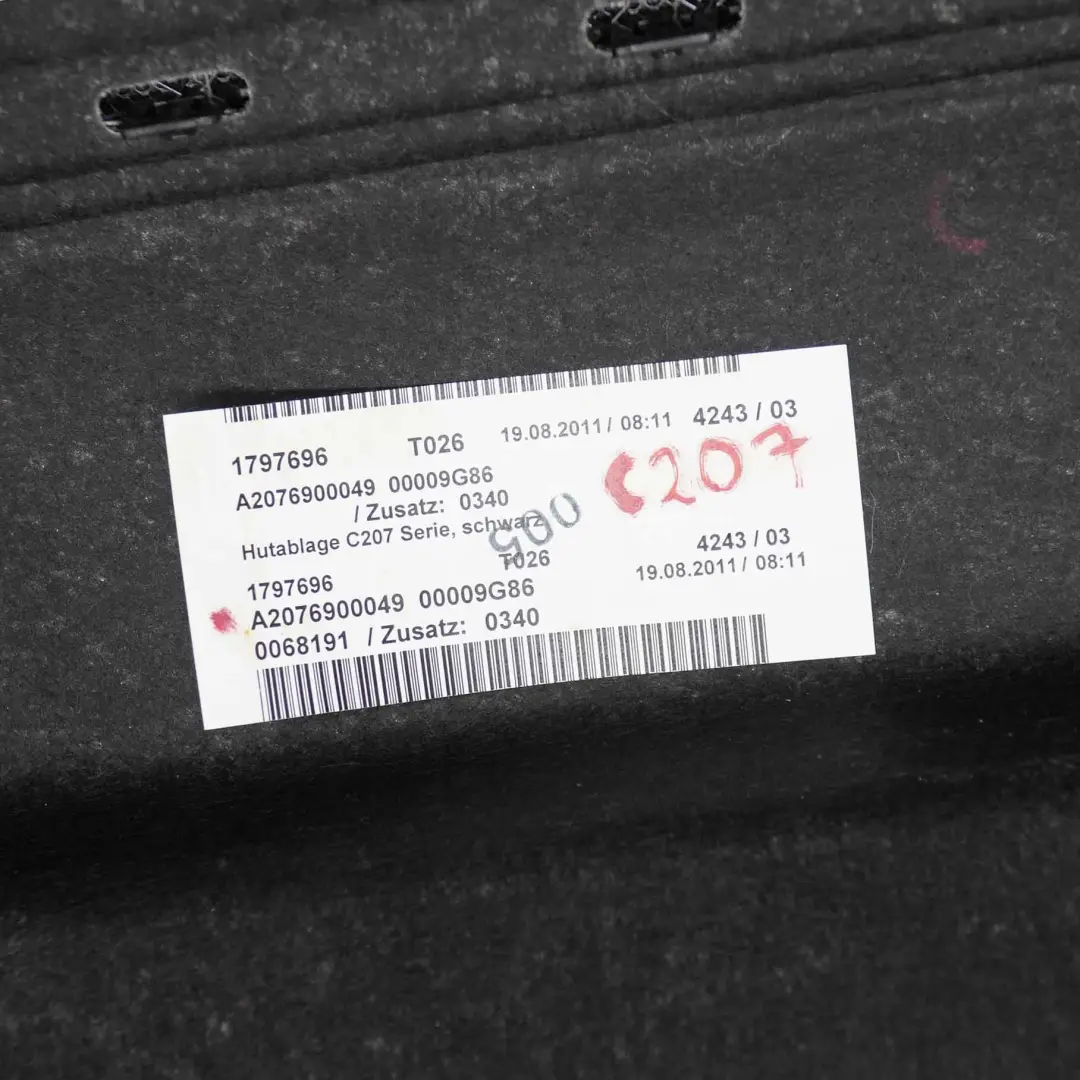 1797696 T026 19.08.2011 / 08:11 4243 / 03
A2076900049 00009G86
/ Zusatz: 0340
C207
Hutablage C207 Serie, schwarz
005
1797696 T026 4243 / 03
A2076900049 00009G86 19.08.2011 / 08:11
0068191 / Zusatz: 0340